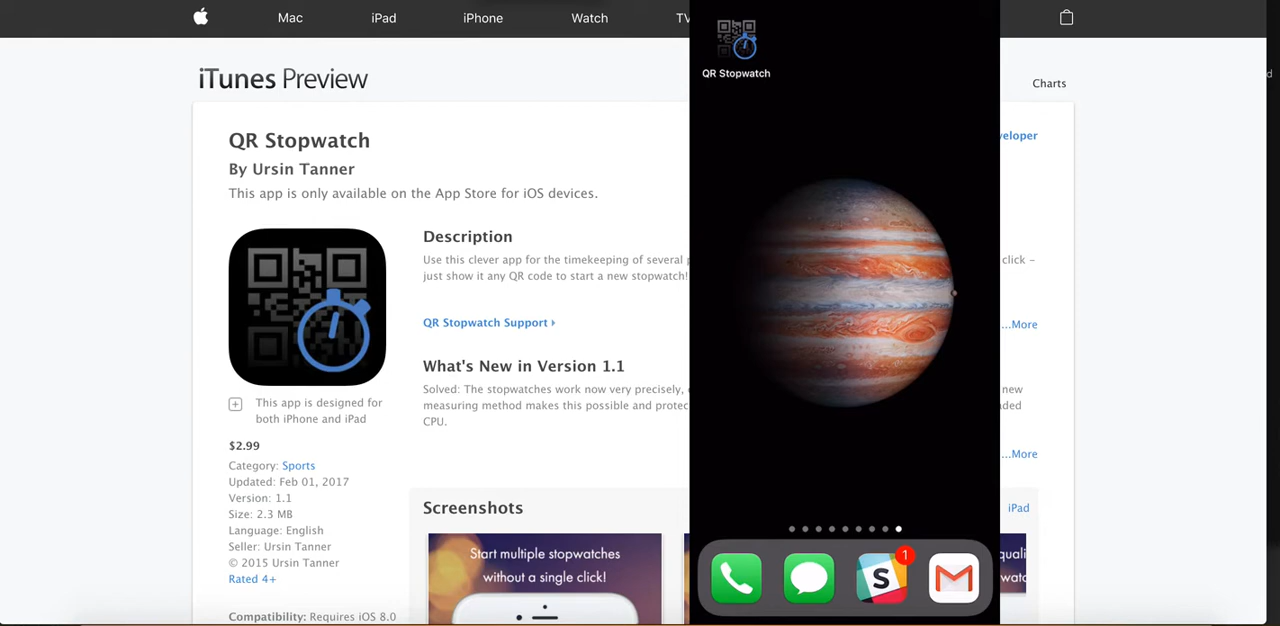 Mac
iPad
iPhone
Watch
TV
iTunes Preview
Charts
QR Stopwatch
By Ursin Tanner
This app is only available on the App Store for iOS devices.
Description
Use this clever app for the timekeeping of several
click –
just show it any QR code to start a new stopwatch!
QR Stopwatch Support
...More
What's New in Version 1.1
Solved: The stopwatches work now very precisely,
new
measuring method makes this possible and
CPU.
...More
This app is designed for
both iPhone and iPad
$2.99
Category: Sports
Updated: Feb 01, 2017
Version: 1.1
Size: 2.3 MB
Language: English
Seller: Ursin Tanner
© 2015 Ursin Tanner
Rated 4+
Compatibility: Requires iOS 8.0
Screenshots
iPad
Start multiple stopwatches
without a single click!
QR Stopwatch
S
1